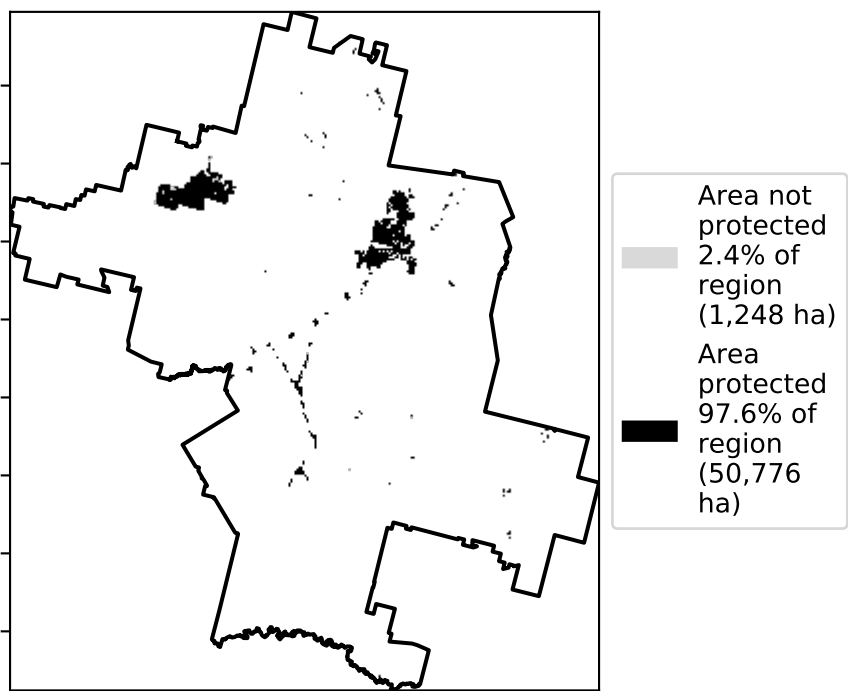 Area not
protected
2.4% of
region
(1,248 ha)
Area
protected
97.6% of
region
(50,776
ha)